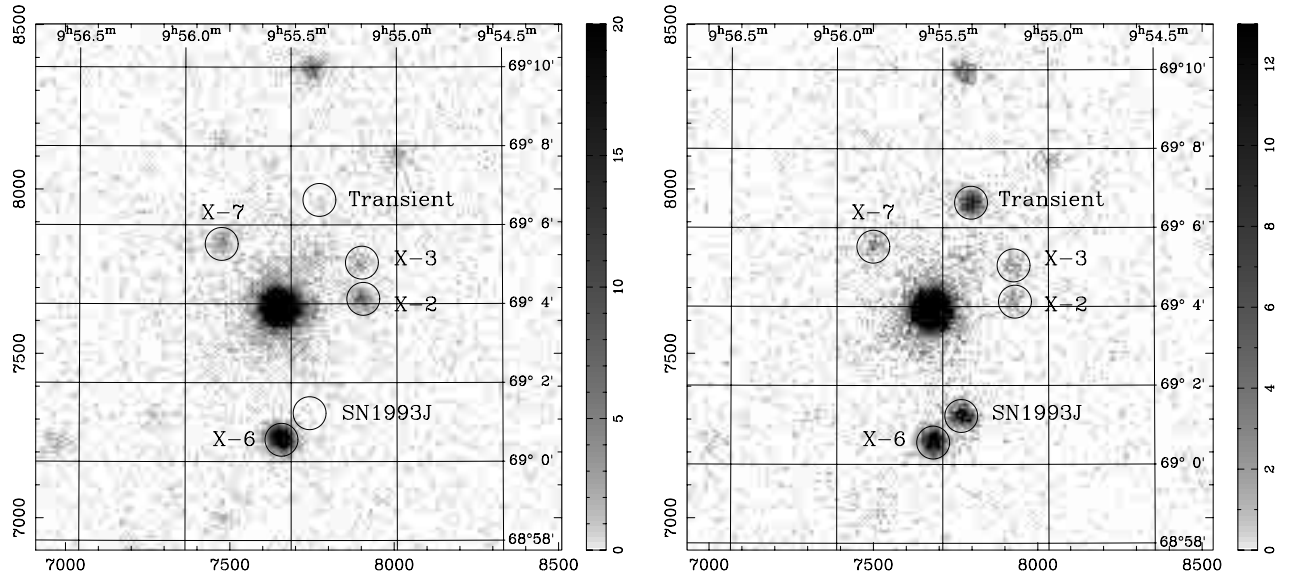 9h56.5m 9h56.0m 9h55.5m 9h55.0m 9h54.5m
8500
20
69° 10'
69° 8'
15
8000
Transient
X-7
69° 6'
X-3
10
69° 4'
X-2
7500
69° 2'
5
SN1993J
X-6
69° 0'
7000
68°58'
0
7000 7500 8000 8500
9h56.5m 9h56.0m 9h55.5m 9h55.0m 9h54.5m
8500
12
69° 10'
10
69° 8'
8000
Transient
8
X-7
69° 6'
X-3
6
69° 4'
X-2
7500
4
69° 2'
SN1993J
X-6
2
69° 0'
7000
68°58'
0
7000 7500 8000 8500